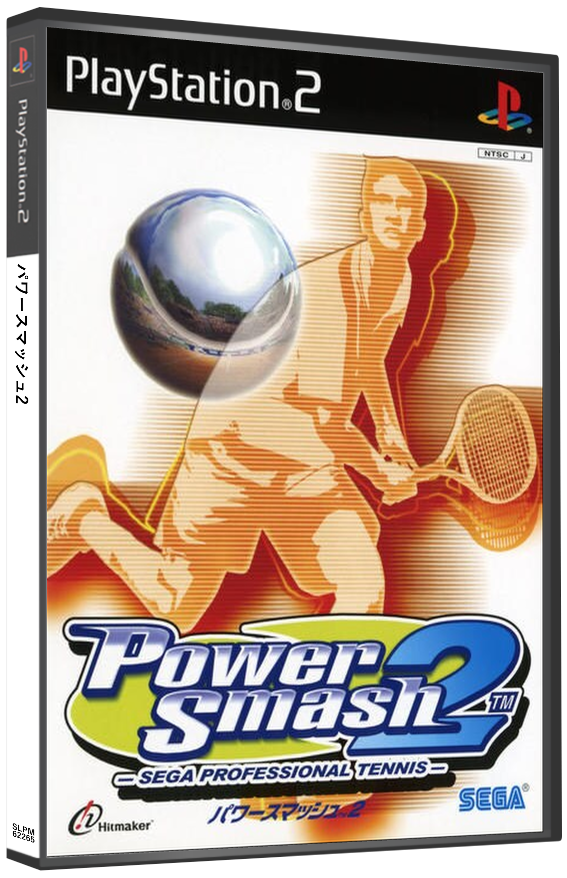 PlayStation.2
パワースマッシュ2
SLPM
62265
PlayStation®2
NTSC J
Power
Smash 2™
– SEGA PROFESSIONAL TENNIS –
パワースマッシュ2
Hitmaker™
SEGA®